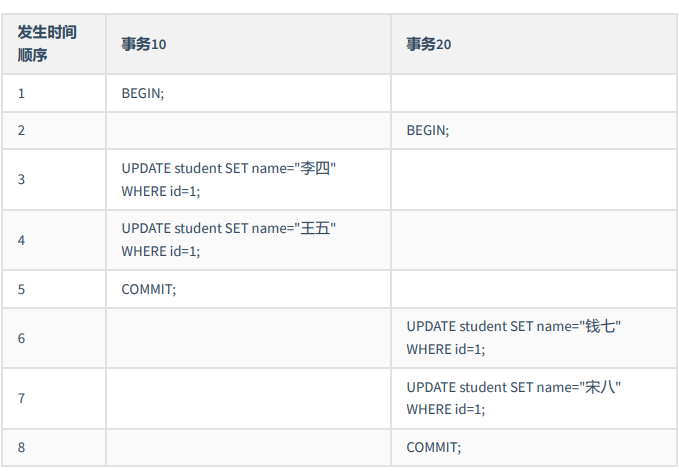 发生时间
顺序
事务10
事务20
1
BEGIN;
2
BEGIN;
3
UPDATE student SET name="李四"
WHERE id=1;
4
UPDATE student SET name="王五"
WHERE id=1;
5
COMMIT;
6
UPDATE student SET name="钱七"
WHERE id=1;
7
UPDATE student SET name="宋八"
WHERE id=1;
8
COMMIT;